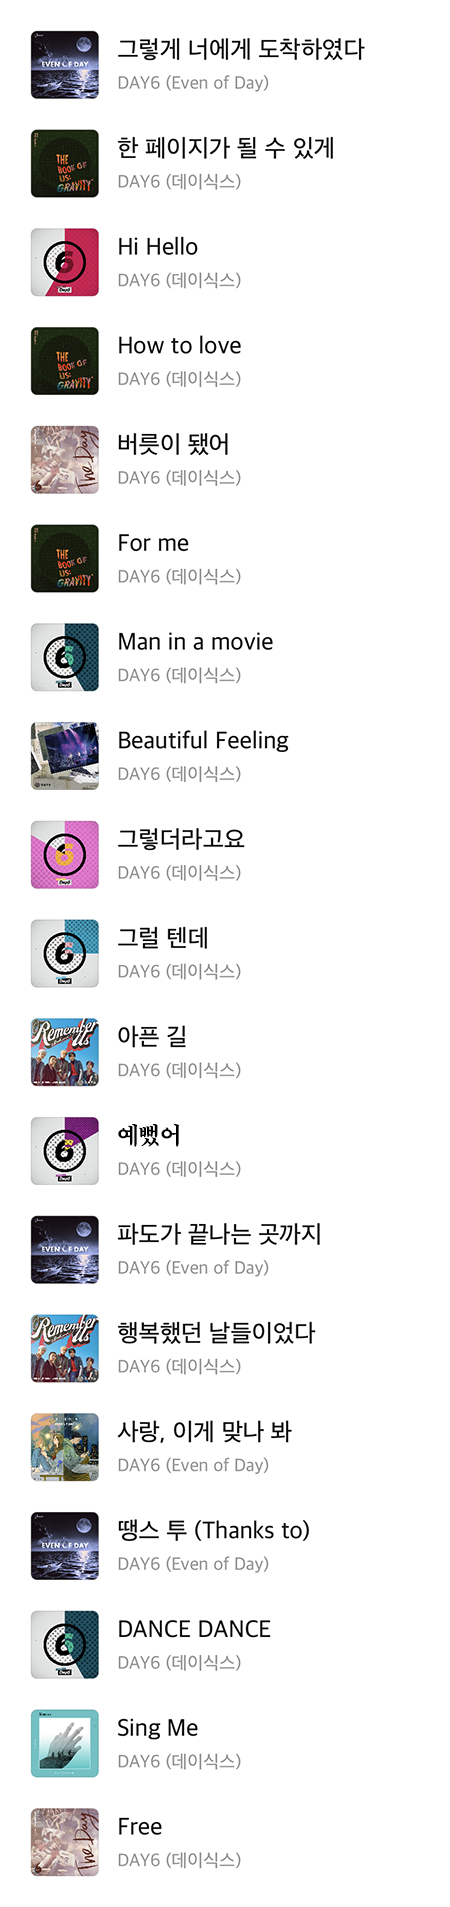 EVEN OF DAY
그렇게 너에게 도착하였다
DAY6 (Even of Day)
THE
BOOK OF
US:
GRAVITY
한 페이지가 될 수 있게
DAY6 (데이식스)
6
DAY6
Hi Hello
DAY6 (데이식스)
THE
BOOK OF
US:
GRAVITY
How to love
DAY6 (데이식스)
The Day
버릇이 됐어
DAY6 (데이식스)
THE
BOOK OF
US:
GRAVITY
For me
DAY6 (데이식스)
6
DAY6
Man in a movie
DAY6 (데이식스)
Beautiful Feeling
DAY6 (데이식스)
6
DAY6
그렇더라고요
DAY6 (데이식스)
6
DAY6
그럴 텐데
DAY6 (데이식스)
Remember
Us
아픈 길
DAY6 (데이식스)
6
DAY6
예뻤어
DAY6 (데이식스)
EVEN OF DAY
파도가 끝나는 곳까지
DAY6 (Even of Day)
Remember
Us
행복했던 날들이었다
DAY6 (데이식스)
사랑, 이게 맞나 봐
DAY6 (Even of Day)
EVEN OF DAY
땡스 투 (Thanks to)
DAY6 (Even of Day)
6
DAY6
DANCE DANCE
DAY6 (데이식스)
Sing Me
DAY6 (데이식스)
The Day
Free
DAY6 (데이식스)